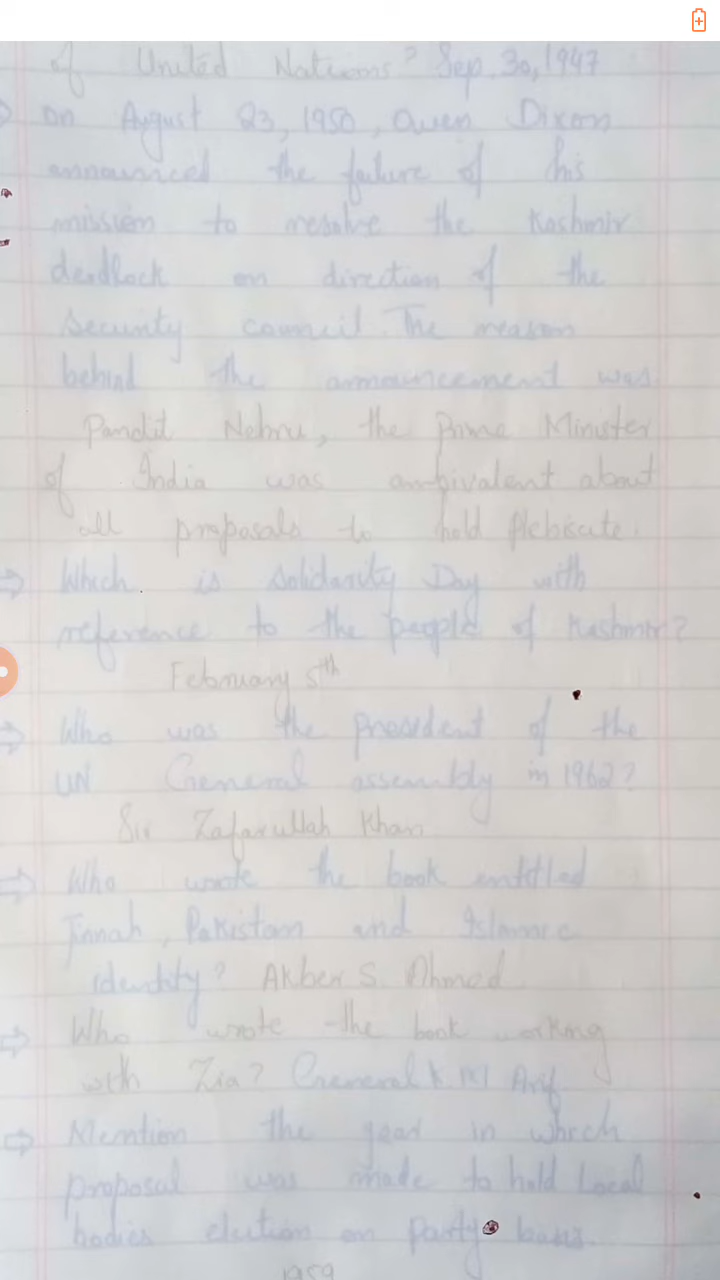 of United Nations? Sep, 30, 1947
On August 23, 1950, Owen Dixon
announced the failure of his
mission to resolve the Kashmir
deadlock on direction of the
security council. The reason
behind the announcement was
Pandit Nehru, the Prime Minister
of India was ambivalent about
all proposals to hold plebicite.
⇒ Which is solidarity Day with
reference to the people of Kashmir?
February 5th
⇒ Who was the president of the
UN General assembly in 1962?
Sir Zafarullah Khan
⇒ Who wrote the book entitled
Jinnah, Pakistan and Islamic
identity? Akber S. Ahmed
⇒ Who wrote the book working
with Zia? General K. M Arif
⇒ Mention the year in which
proposal was made to hold Local
bodies election on party basis.
1959